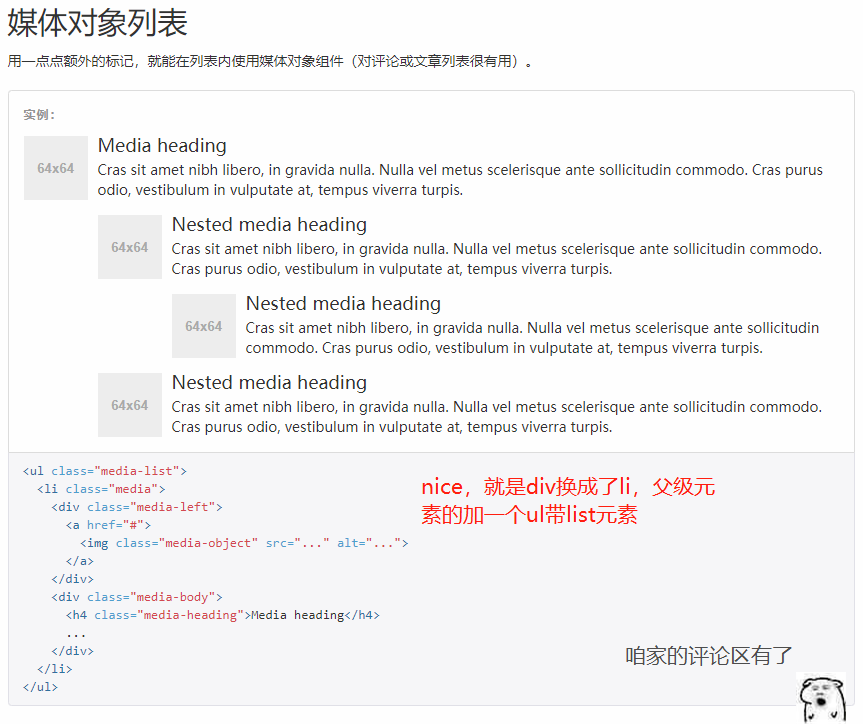 媒体对象列表
用一点点额外的标记，就能在列表内使用媒体对象组件（对评论或文章列表很有用）。
实例：
64x64
Media heading
Cras sit amet nibh libero, in gravida nulla. Nulla vel metus scelerisque ante sollicitudin commodo. Cras purus
odio, vestibulum in vulputate at, tempus viverra turpis.
64x64
Nested media heading
Cras sit amet nibh libero, in gravida nulla. Nulla vel metus scelerisque ante sollicitudin commodo.
Cras purus odio, vestibulum in vulputate at, tempus viverra turpis.
64x64
Nested media heading
Cras sit amet nibh libero, in gravida nulla. Nulla vel metus scelerisque ante sollicitudin
commodo. Cras purus odio, vestibulum in vulputate at, tempus viverra turpis.
64x64
Nested media heading
Cras sit amet nibh libero, in gravida nulla. Nulla vel metus scelerisque ante sollicitudin commodo.
Cras purus odio, vestibulum in vulputate at, tempus viverra turpis.
<ul class="media-list">
  <li class="media">
    <div class="media-left">
      <a href="#">
        <img class="media-object" src="..." alt="...">
      </a>
    </div>
    <div class="media-body">
      <h4 class="media-heading">Media heading</h4>
      ...
    </div>
  </li>
</ul>
nice，就是div换成了li，父级元
素的加一个ul带list元素
咱家的评论区有了